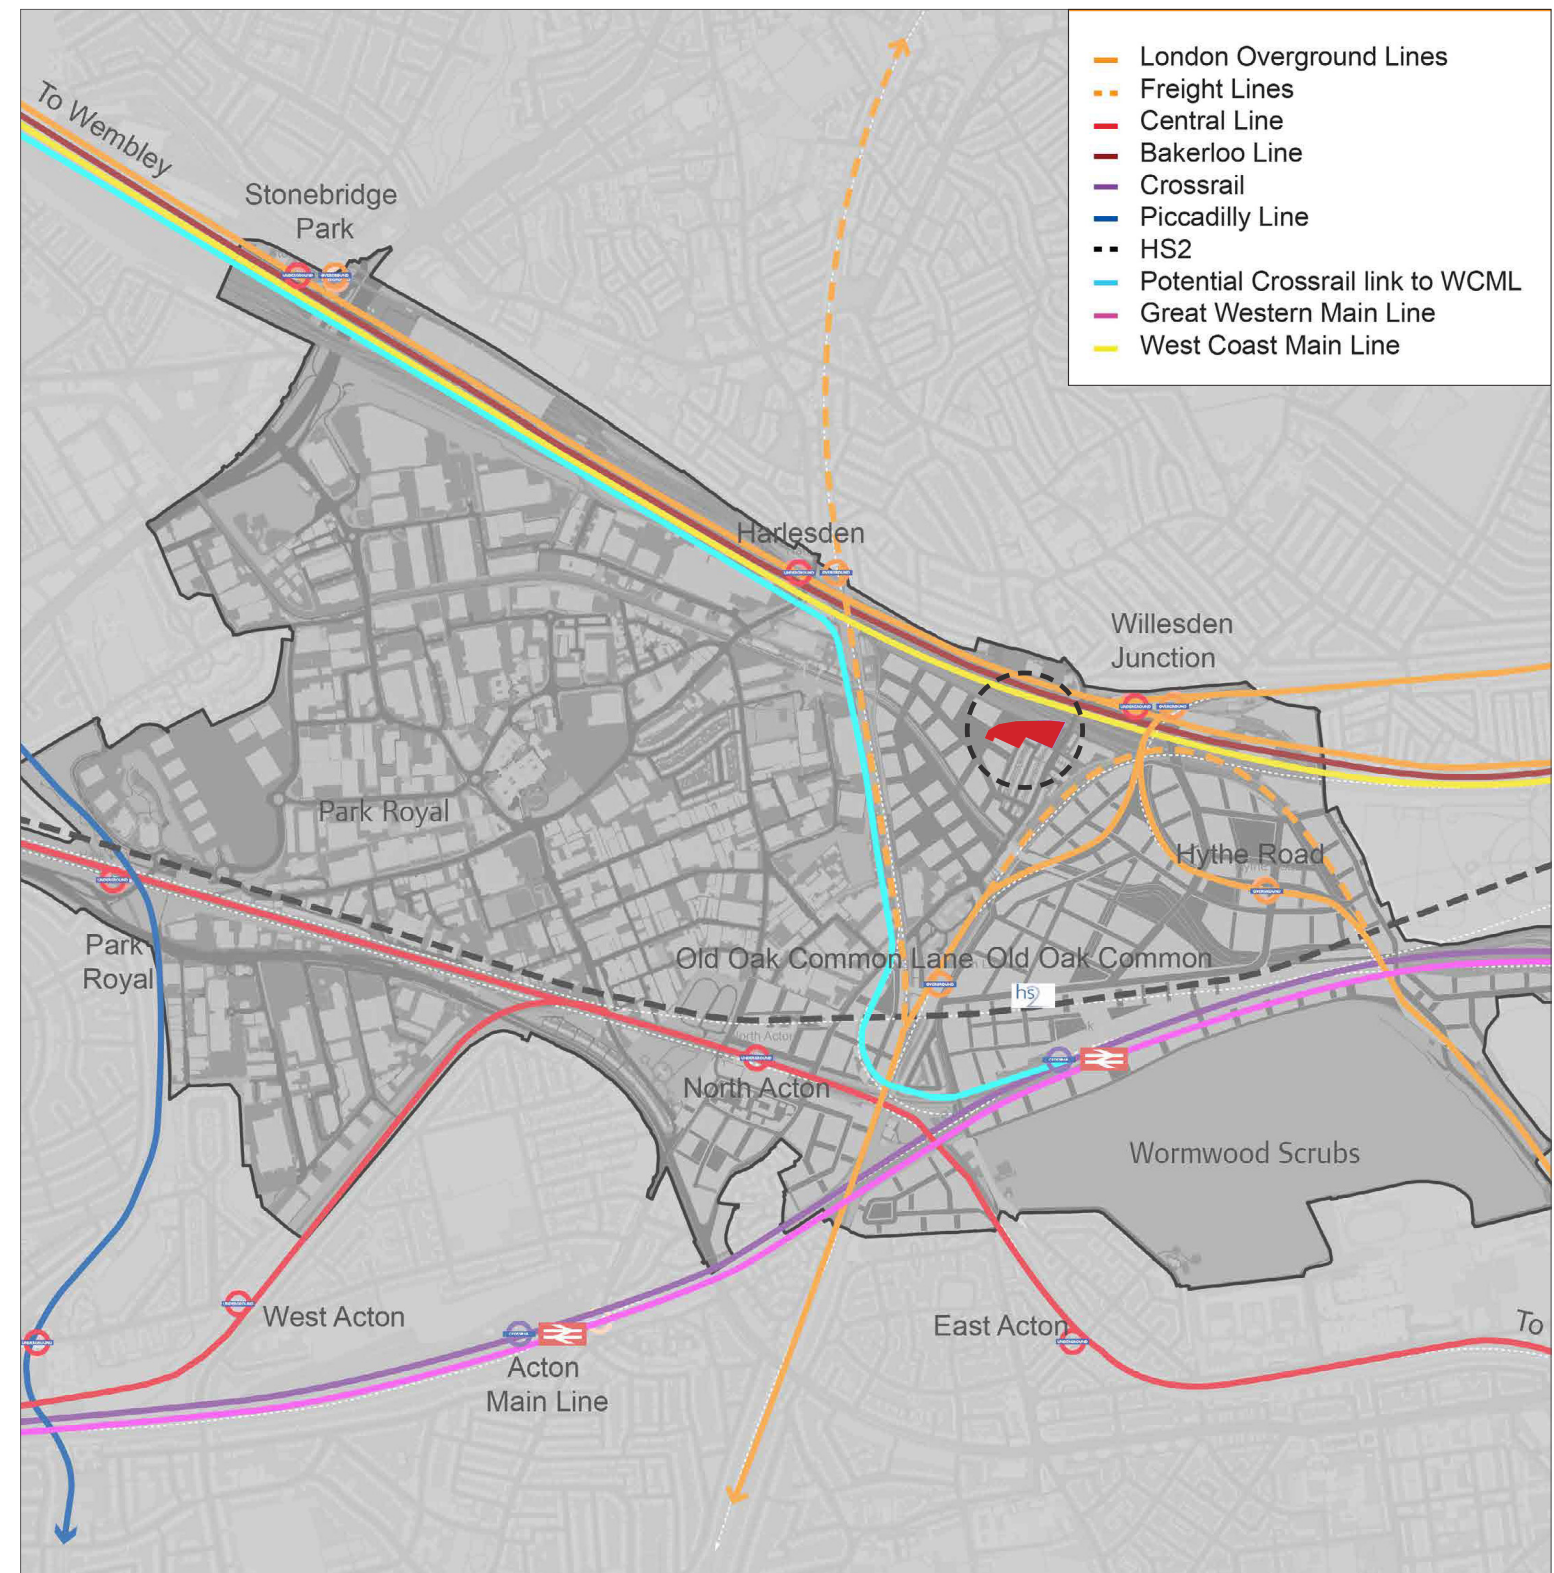 London Overground Lines
Freight Lines
Central Line
Bakerloo Line
Crossrail
Piccadilly Line
HS2
Potential Crossrail link to WCML
Great Western Main Line
West Coast Main Line
To Wembley
Stonebridge
Park
Harlesden
Willesden
Junction
Park Royal
Hythe Road
Park
Royal
Old Oak Common Lane
Old Oak Common
hs2
North Acton
North Acton
Wormwood Scrubs
West Acton
East Acton
To
Acton
Main Line